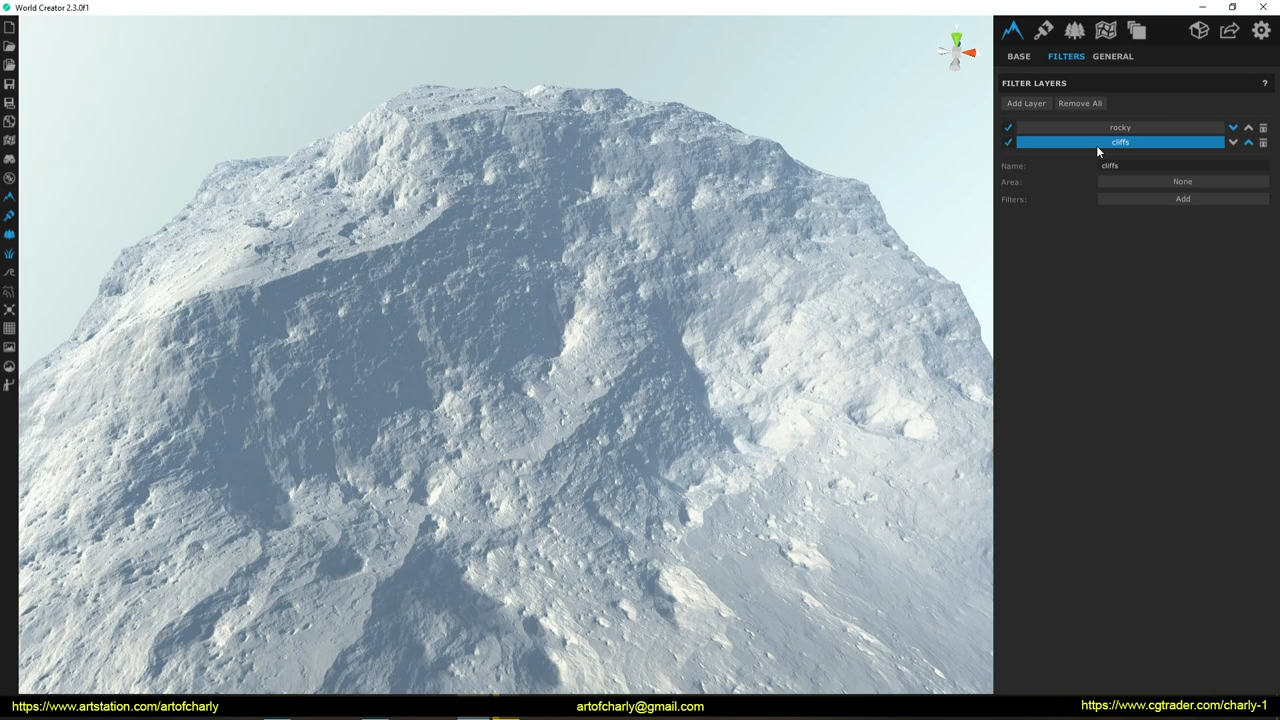 World Creator 2.3.0f1
BASE FILTERS GENERAL
FILTER LAYERS ?
Add Layer Remove All
rocky
cliffs
Name: cliffs
Area: None
Filters: Add
https://www.artstation.com/artofcharly artofcharly@gmail.com https://www.cgtrader.com/charly-1